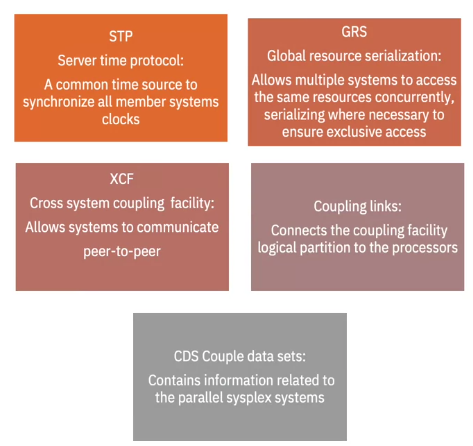 STP
Server time protocol:
A common time source to
synchronize all member systems
clocks
GRS
Global resource serialization:
Allows multiple systems to access
the same resources concurrently,
serializing where necessary to
ensure exclusive access
XCF
Cross system coupling facility:
Allows systems to communicate
peer-to-peer
Coupling links:
Connects the coupling facility
logical partition to the processors
CDS Couple data sets:
Contains information related to
the parallel sysplex systems